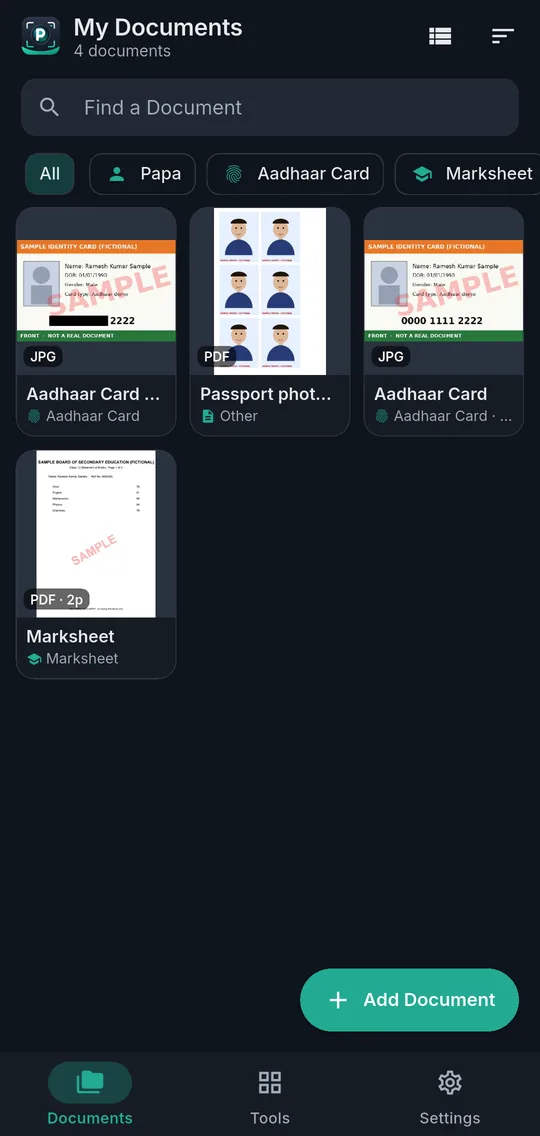 P
My Documents
4 documents
Find a Document
All
Papa
Aadhaar Card
Marksheet
SAMPLE IDENTITY CARD (FICTIONAL)
Name: Ramesh Kumar Sample
DOB: 01/01/1990
Gender: Male
Card type: Aadhaar demo
SAMPLE
2222
FRONT - NOT A REAL DOCUMENT
JPG
Aadhaar Card ...
Aadhaar Card
PDF
Passport phot...
Other
SAMPLE IDENTITY CARD (FICTIONAL)
Name: Ramesh Kumar Sample
DOB: 01/01/1990
Gender: Male
Card type: Aadhaar demo
SAMPLE
0000 1111 2222
FRONT - NOT A REAL DOCUMENT
JPG
Aadhaar Card
Aadhaar Card · ...
SAMPLE BOARD OF SECONDARY EDUCATION (FICTIONAL)
SAMPLE
PDF · 2p
Marksheet
Marksheet
Add Document
Documents
Tools
Settings